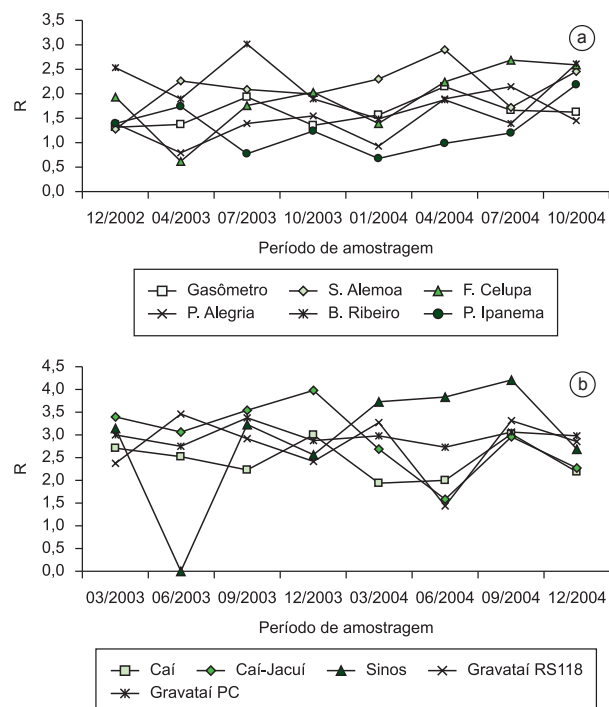 a
3,5
3,0
2,5
2,0
1,5
1,0
0,5
0,0
R
12/2002 04/2003 07/2003 10/2003 01/2004 04/2004 07/2004 10/2004
Período de amostragem
Gasômetro S. Alemoa F. Celupa
P. Alegria B. Ribeiro P. Ipanema
b
4,5
4,0
3,5
3,0
2,5
2,0
1,5
1,0
0,5
0,0
R
03/2003 06/2003 09/2003 12/2003 03/2004 06/2004 09/2004 12/2004
Período de amostragem
Caí Caí-Jacuí Sinos Gravataí RS118
Gravataí PC